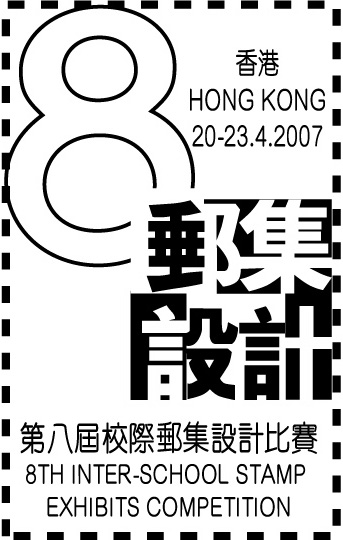 8
香港
HONG KONG
20-23.4.2007
郵集
設計
第八屆校際郵集設計比賽
8TH INTER-SCHOOL STAMP
EXHIBITS COMPETITION